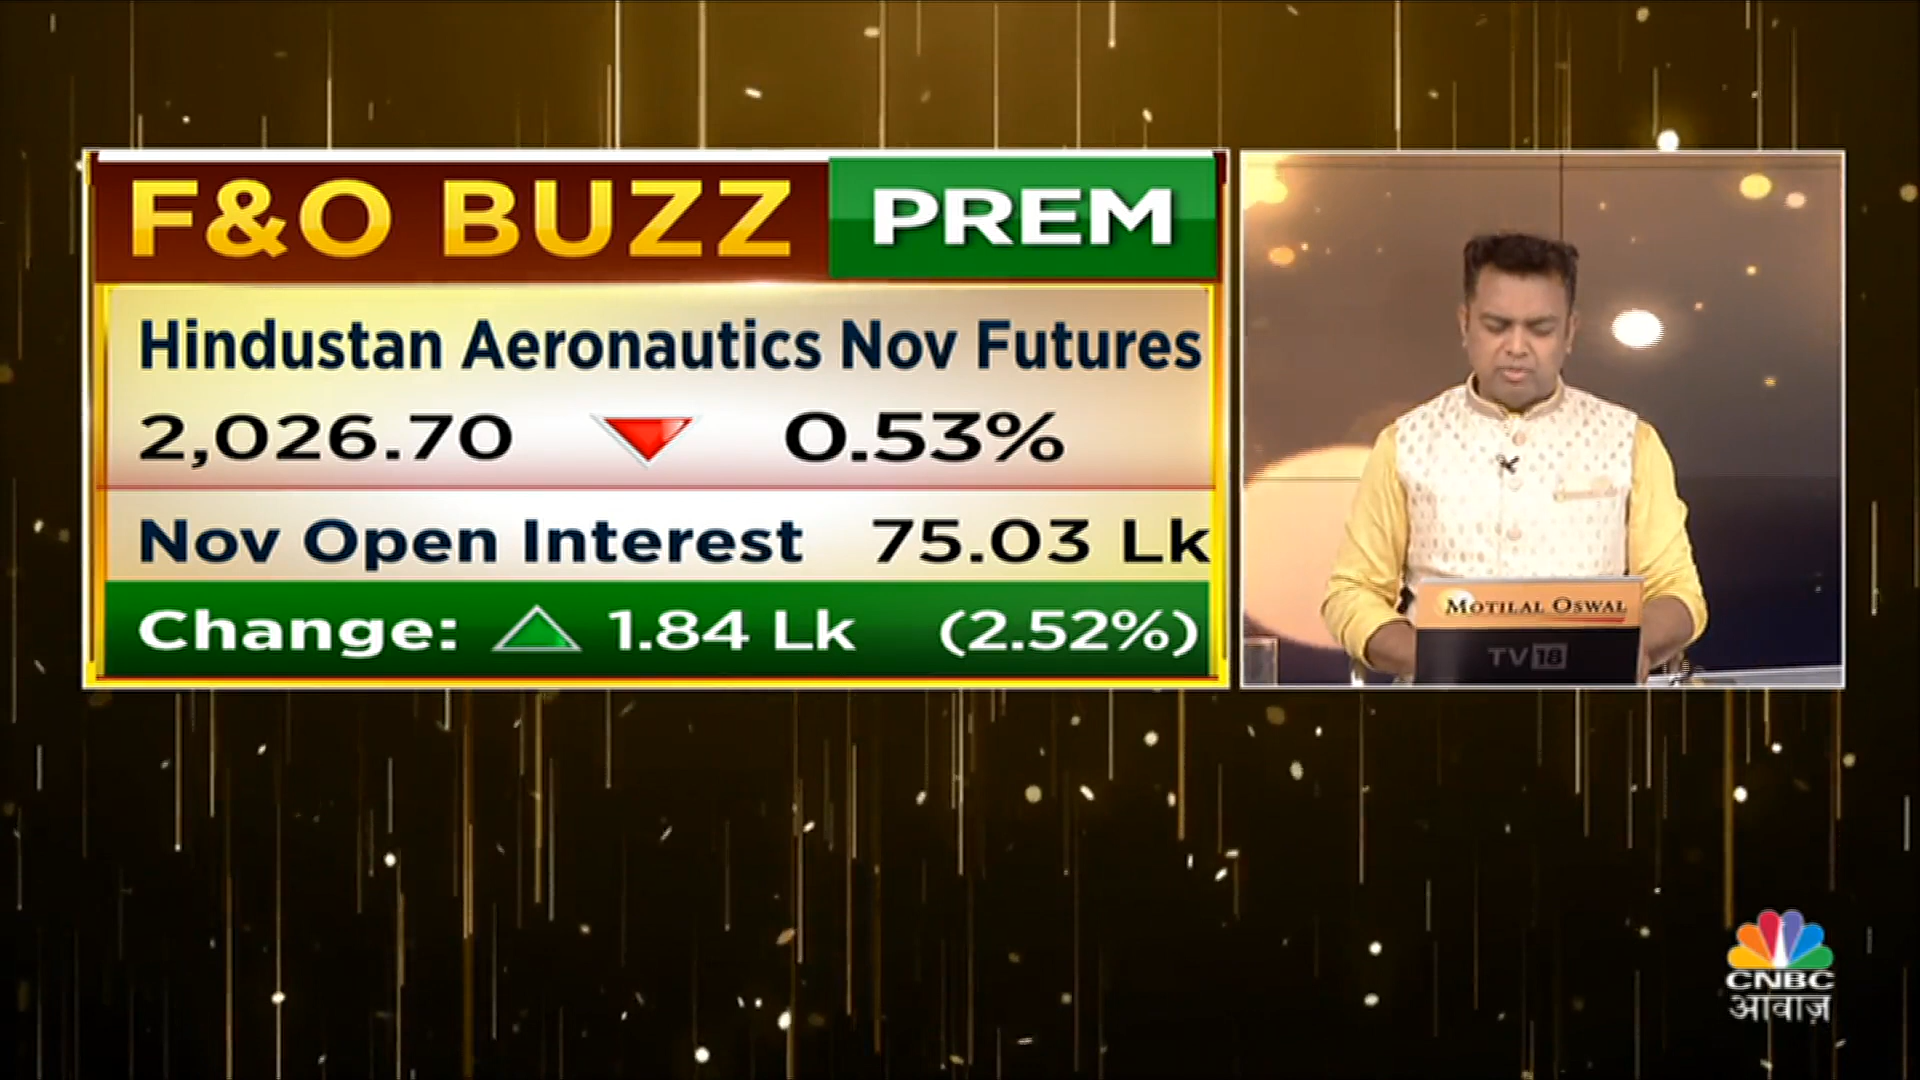 F&O BUZZ PREM
Hindustan Aeronautics Nov Futures
2,026.70 0.53%
Nov Open Interest 75.03 Lk
Change: 1.84 Lk (2.52%)
MOTILAL OSWAL
TV18
CNBC
आवाज़